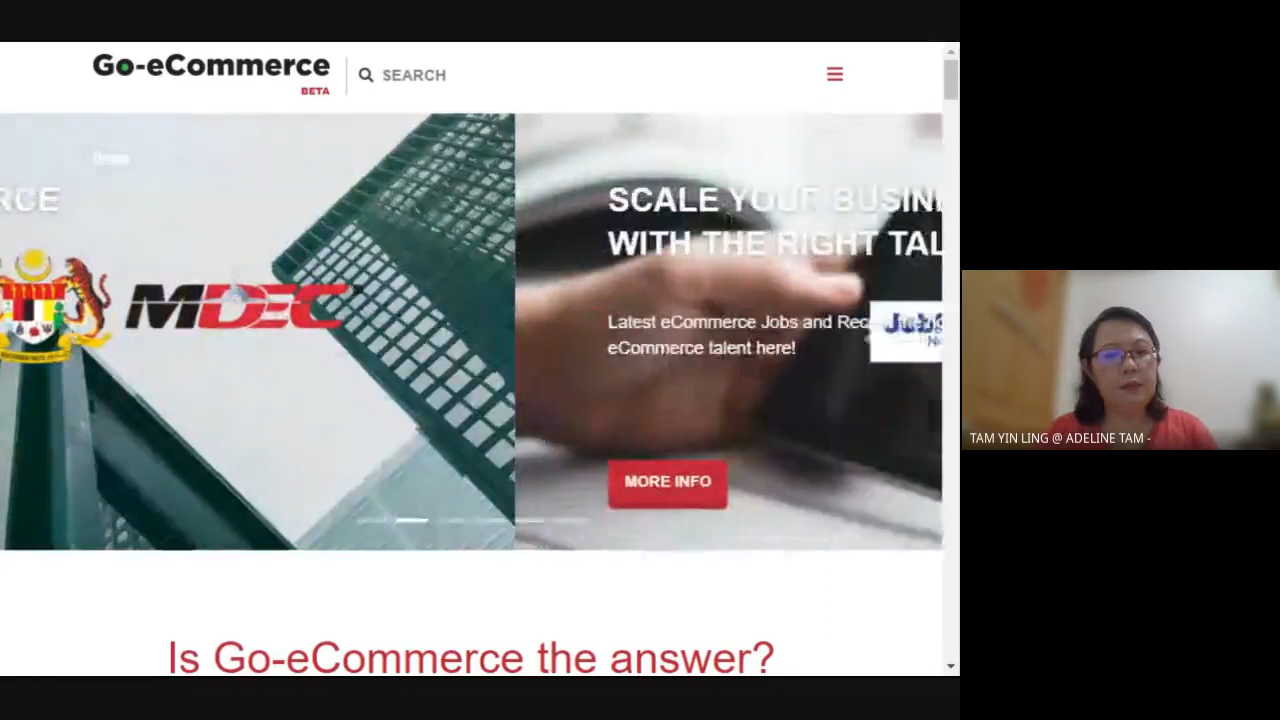 Go-eCommerce
BETA
SEARCH
Home
RCE
MDEC
SCALE YOUR BUSIN
WITH THE RIGHT TAL
Latest eCommerce Jobs and
eCommerce talent here!
MORE INFO
Is Go-eCommerce the answer?
TAM YIN LING @ ADELINE TAM -